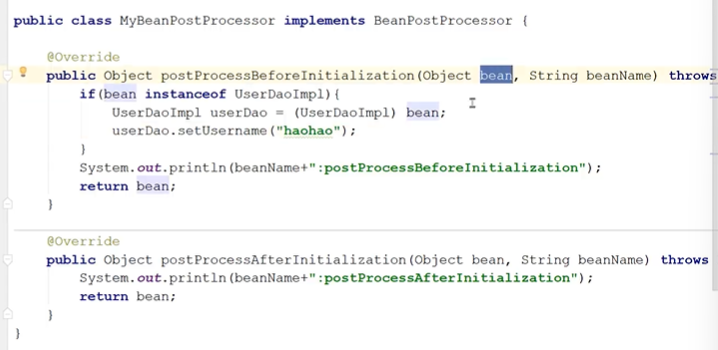 public class MyBeanPostProcessor implements BeanPostProcessor {
@Override
public Object postProcessBeforeInitialization(Object bean, String beanName) throws
if(bean instanceof UserDaoImpl){
UserDaoImpl userDao = (UserDaoImpl) bean;
userDao.setUsername("haohao");
}
System.out.println(beanName+":postProcessBeforeInitialization");
return bean;
}
@Override
public Object postProcessAfterInitialization(Object bean, String beanName) throws
System.out.println(beanName+":postProcessAfterInitialization");
return bean;
}
}